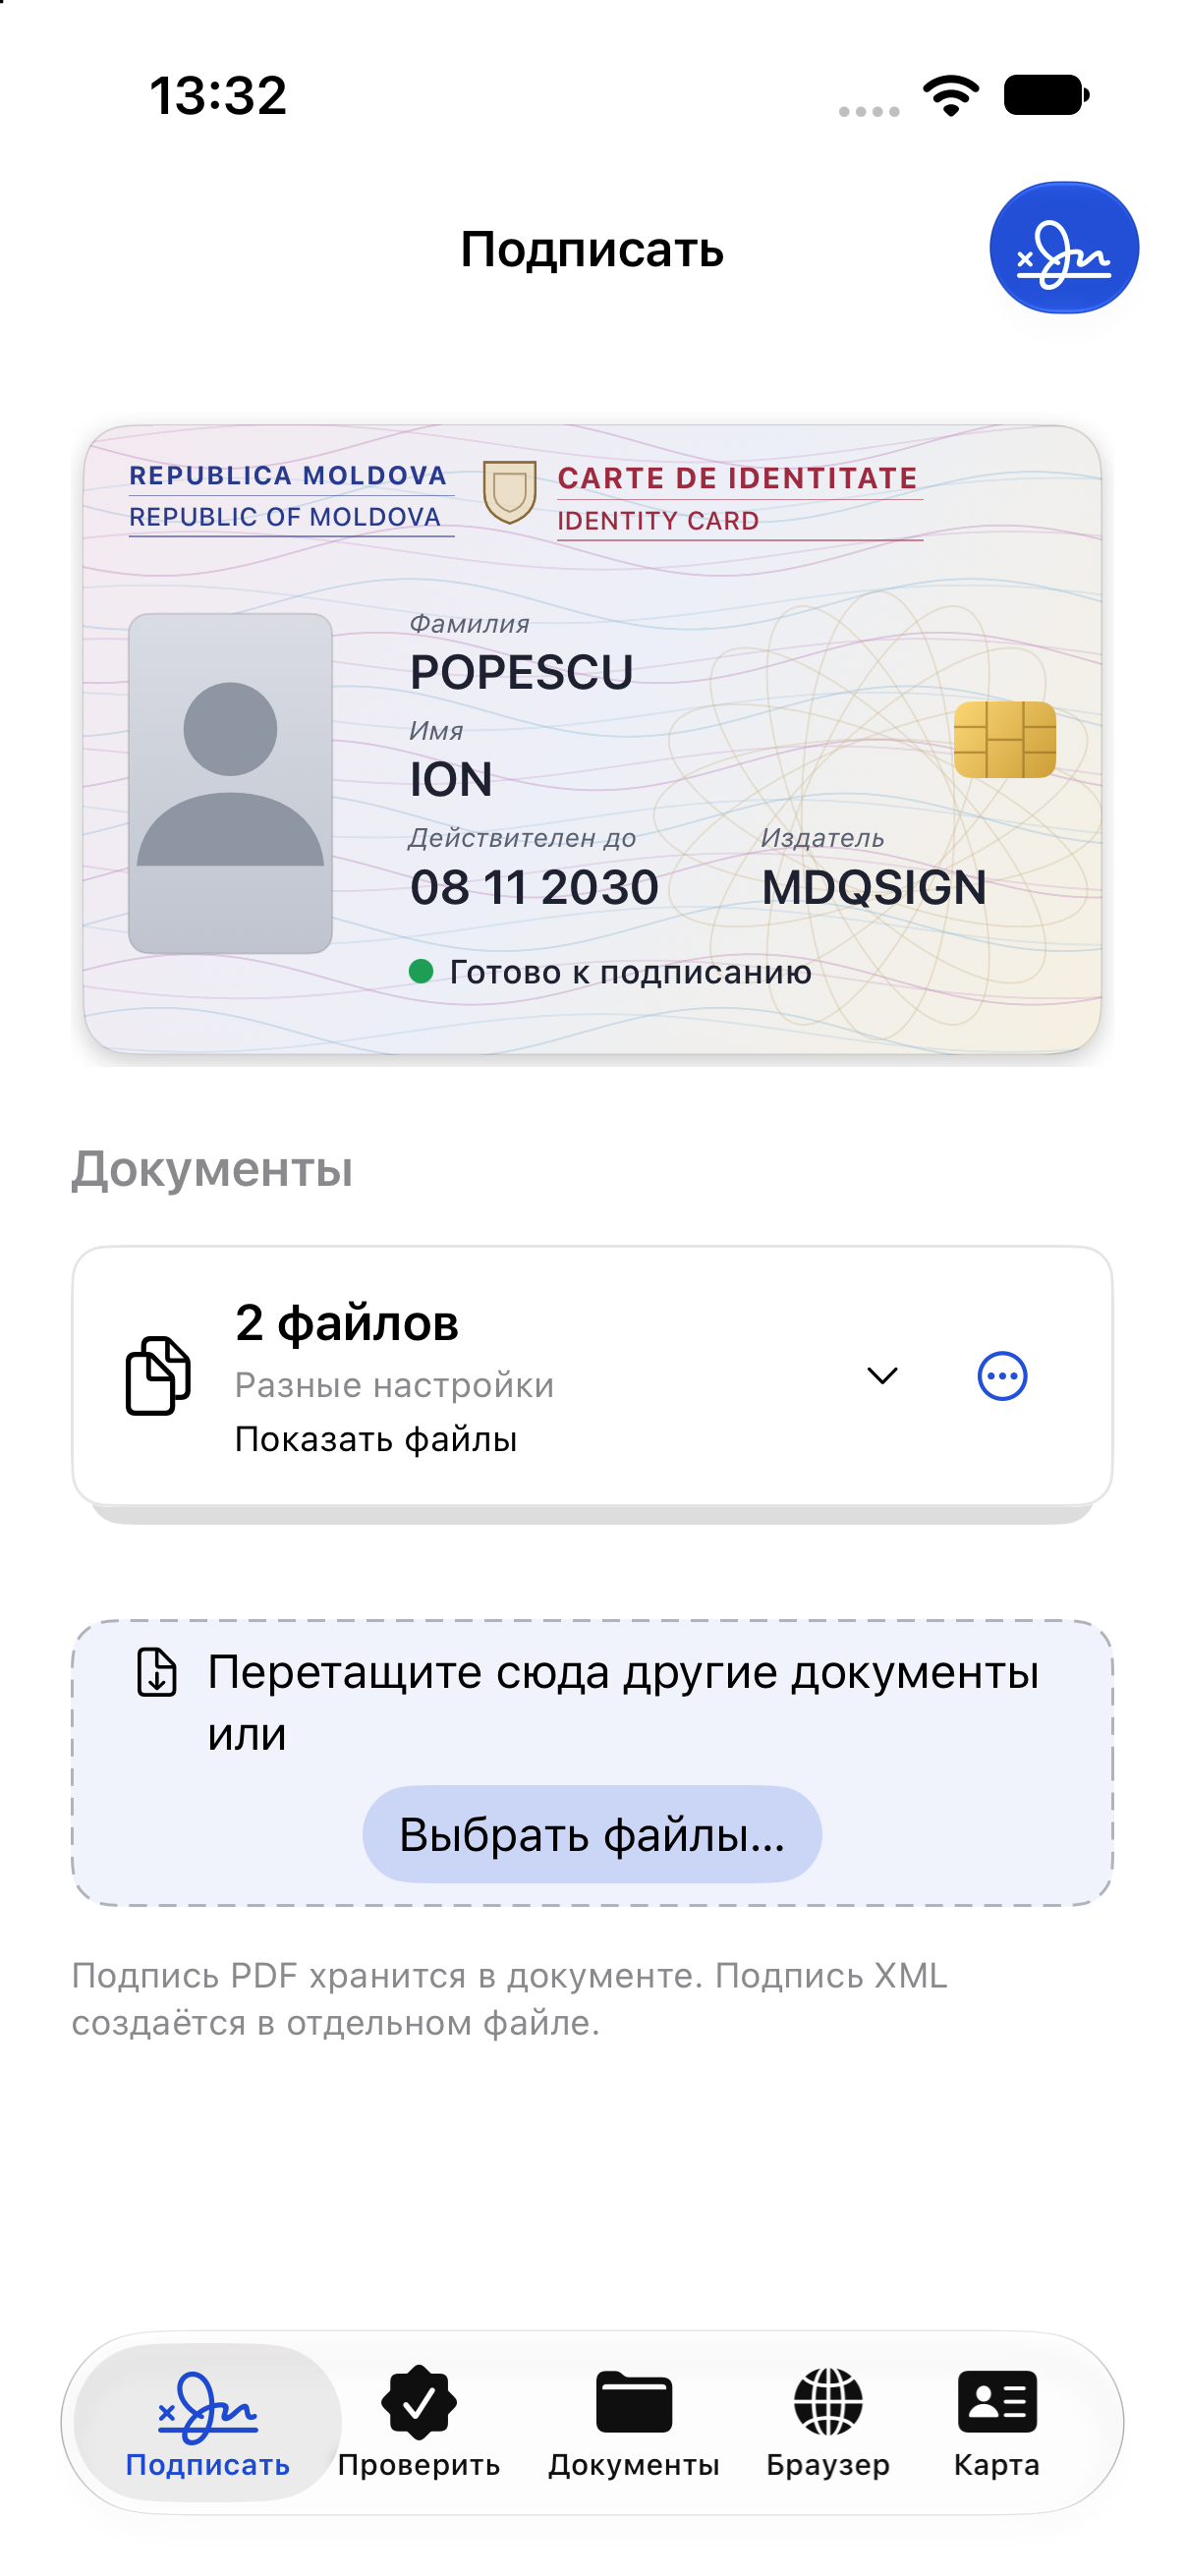 13:32
Подписать
REPUBLICA MOLDOVA
REPUBLIC OF MOLDOVA
CARTE DE IDENTITATE
IDENTITY CARD
Фамилия
POPESCU
Имя
ION
Действителен до
08 11 2030
Издатель
MDQSIGN
Готово к подписанию
Документы
2 файлов
Разные настройки
Показать файлы
Перетащите сюда другие документы
или
Выбрать файлы...
Подпись PDF хранится в документе. Подпись XML
создаётся в отдельном файле.
Подписать
Проверить
Документы
Браузер
Карта